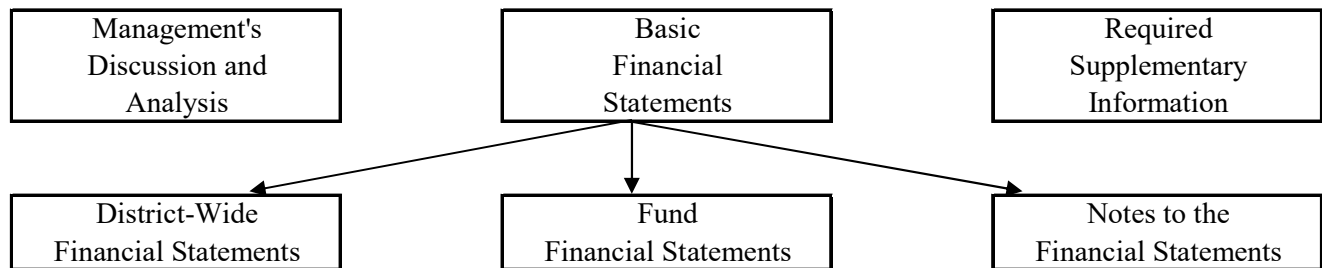 Management's
Discussion and
Analysis
Basic
Financial
Statements
Required
Supplementary
Information
District-Wide
Financial Statements
Fund
Financial Statements
Notes to the
Financial Statements